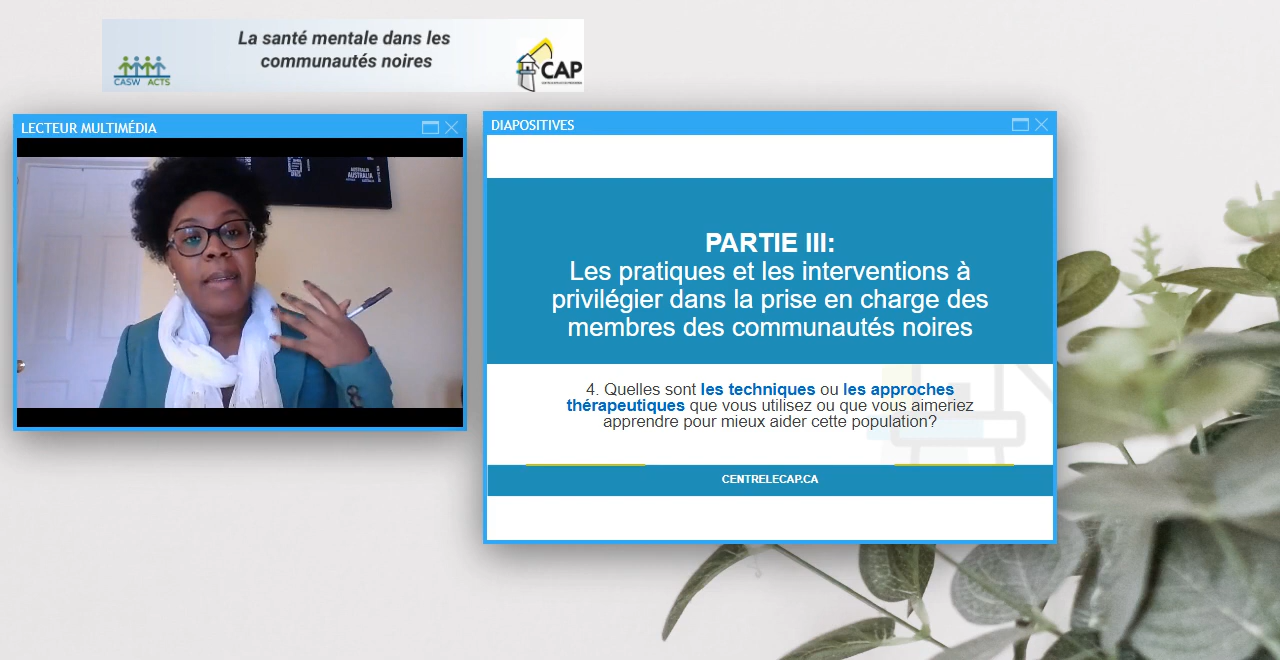 La santé mentale dans les
communautés noires
CASW ACTS
CAP
LECTEUR MULTIMÉDIA
AUSTRALIA
AUSTRALIA
DIAPOSITIVES
PARTIE III:
Les pratiques et les interventions à
privilégier dans la prise en charge des
membres des communautés noires
4. Quelles sont les techniques ou les approches
thérapeutiques que vous utilisez ou que vous aimeriez
apprendre pour mieux aider cette population?
CENTRELECAP.CA